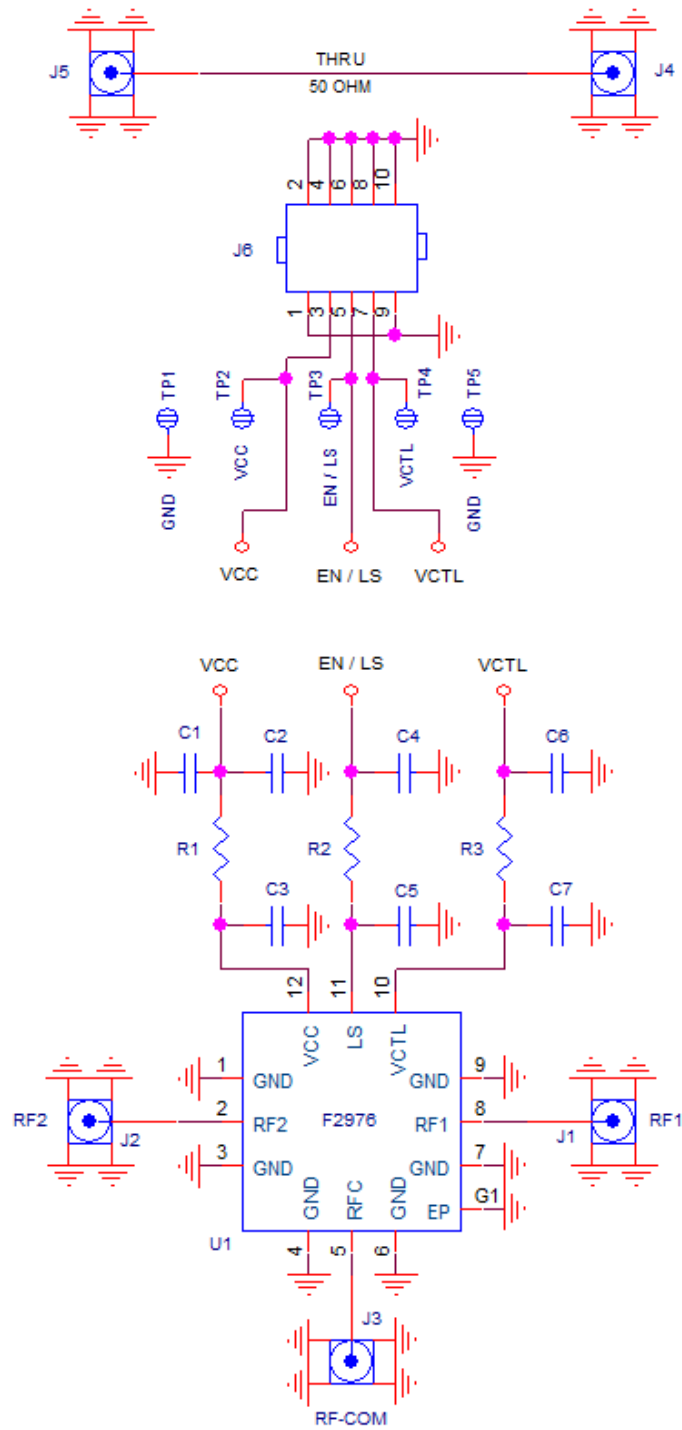 THRU
J5
J4
50 OHM
2
4
6
8
10
J6
1
3
5
7
9
TP1
TP2
TP3
TP4
TP5
GND
VCC
EN / LS
VCTL
GND
VCC
EN / LS
VCTL
VCC
EN / LS
VCTL
C1
C2
C4
C6
R1
R2
R3
C3
C5
C7
12
11
10
VCC
LS
VCTL
1
GND
GND
9
RF2
J2
2
RF2
F2976
RF1
8
J1
RF1
3
GND
GND
7
GND
RFC
GND
EP
G1
U1
4
5
6
J3
RF-COM